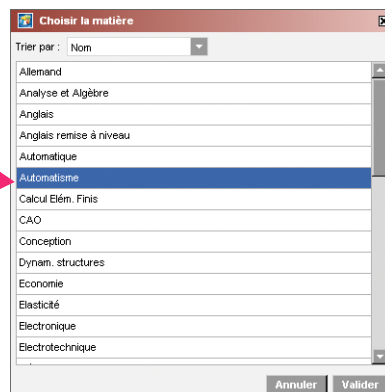 Choisir la matière
Trier par : Nom
Allemand
Analyse et Algèbre
Anglais
Anglais remise à niveau
Automatique
Automatisme
Calcul Elém. Finis
CAO
Conception
Dynam. structures
Economie
Elasticité
Electronique
Electrotechnique
Annuler Valider